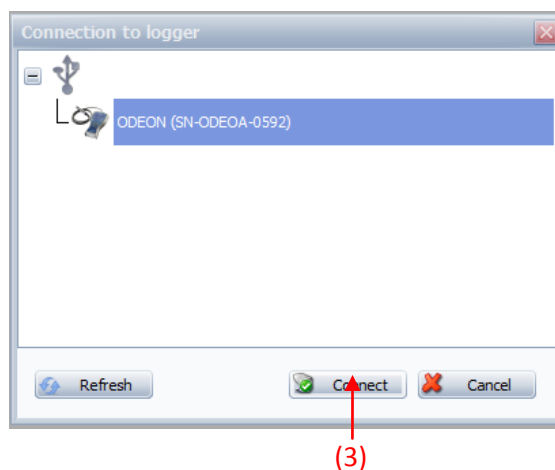 Connection to logger
ODEON (SN-ODEOA-0592)
Refresh
Connect
Cancel
(3)